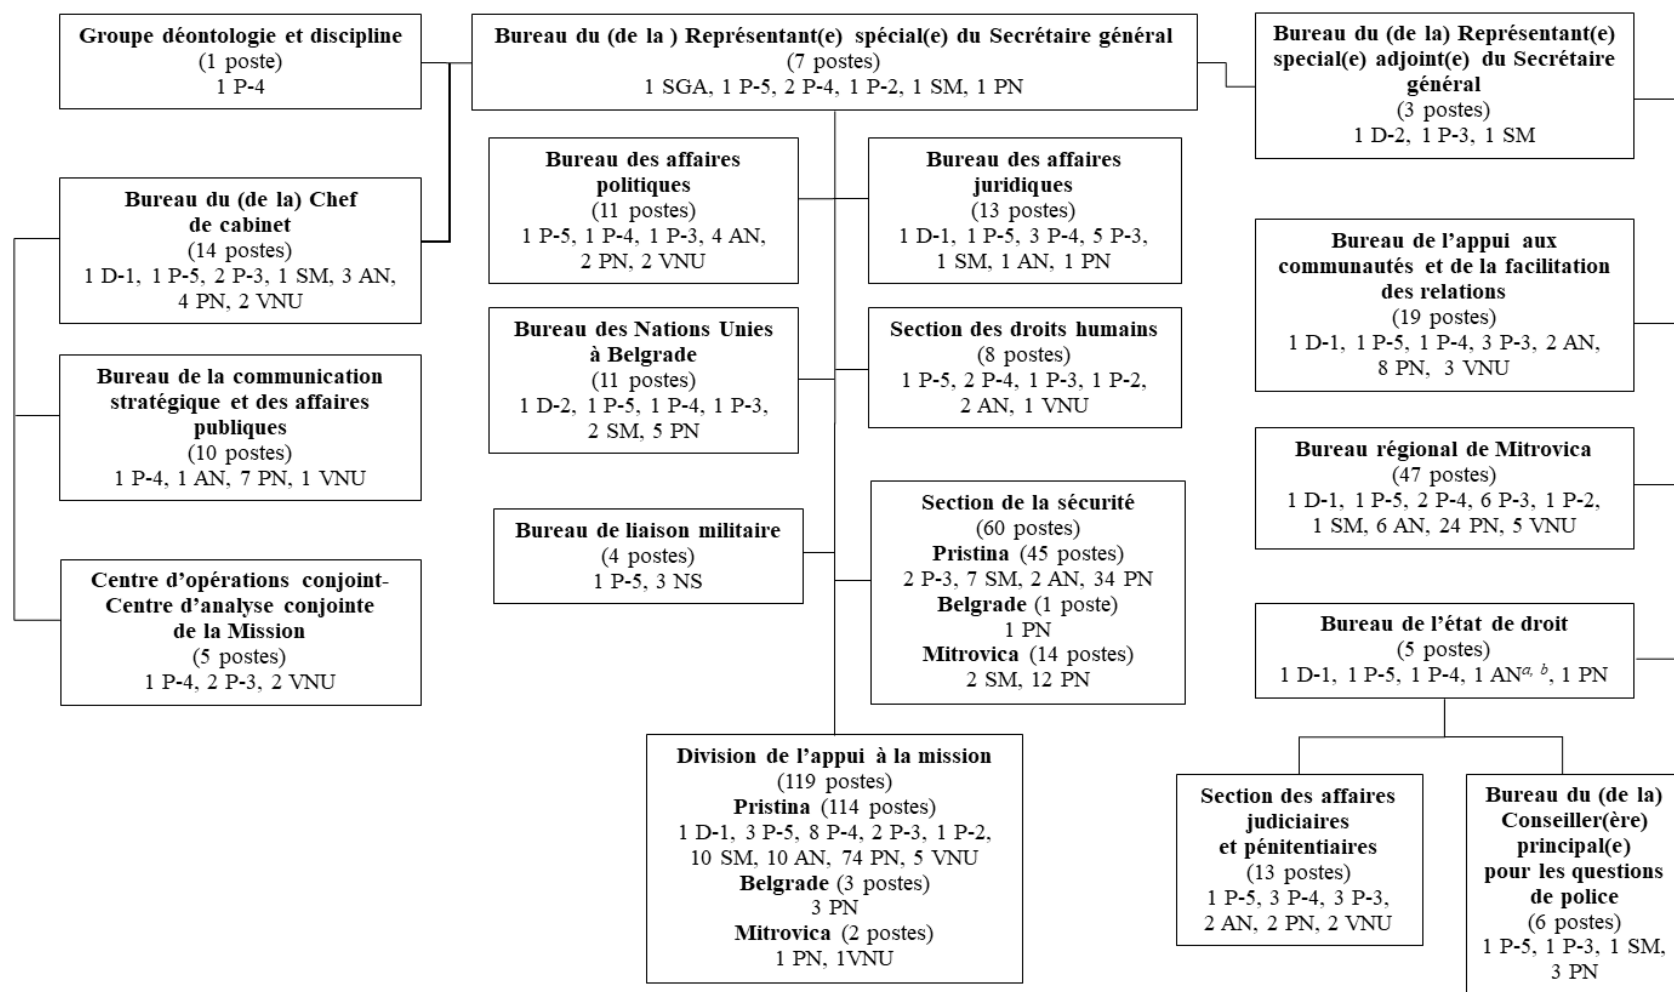 Groupe déontologie et discipline
(1 poste)
1 P-4
Bureau du (de la ) Représentant(e) spécial(e) du Secrétaire général
(7 postes)
1 SGA, 1 P-5, 2 P-4, 1 P-2, 1 SM, 1 PN
Bureau du (de la) Représentant(e)
special(e) adjoint(e) du Secrétaire
général
(3 postes)
1 D-2, 1 P-3, 1 SM
Bureau du (de la) Chef
de cabinet
(14 postes)
1 D-1, 1 P-5, 2 P-3, 1 SM, 3 AN,
4 PN, 2 VNU
Bureau de la communication
stratégique et des affaires
publiques
(10 postes)
1 P-4, 1 AN, 7 PN, 1 VNU
Centre d’opérations conjoint-
Centre d’analyse conjointe
de la Mission
(5 postes)
1 P-4, 2 P-3, 2 VNU
Bureau des affaires
politiques
(11 postes)
1 P-5, 1 P-4, 1 P-3, 4 AN,
2 PN, 2 VNU
Bureau des affaires
juridiques
(13 postes)
1 D-1, 1 P-5, 3 P-4, 5 P-3,
1 SM, 1 AN, 1 PN
Bureau des Nations Unies
à Belgrade
(11 postes)
1 D-2, 1 P-5, 1 P-4, 1 P-3,
2 SM, 5 PN
Section des droits humains
(8 postes)
1 P-5, 2 P-4, 1 P-3, 1 P-2,
2 AN, 1 VNU
Bureau de liaison militaire
(4 postes)
1 P-5, 3 NS
Section de la sécurité
(60 postes)
Pristina (45 postes)
2 P-3, 7 SM, 2 AN, 34 PN
Belgrade (1 poste)
1 PN
Mitrovica (14 postes)
2 SM, 12 PN
Division de l’appui à la mission
(119 postes)
Pristina (114 postes)
1 D-1, 3 P-5, 8 P-4, 2 P-3, 1 P-2,
10 SM, 10 AN, 74 PN, 5 VNU
Belgrade (3 postes)
3 PN
Mitrovica (2 postes)
1 PN, 1VNU
Bureau de l’appui aux
communautés et de la facilitation
des relations
(19 postes)
1 D-1, 1 P-5, 1 P-4, 3 P-3, 2 AN,
8 PN, 3 VNU
Bureau régional de Mitrovica
(47 postes)
1 D-1, 1 P-5, 2 P-4, 6 P-3, 1 P-2,
1 SM, 6 AN, 24 PN, 5 VNU
Bureau de l’état de droit
(5 postes)
1 D-1, 1 P-5, 1 P-4, 1 ANa, b, 1 PN
Section des affaires
judiciaires
et pénitentiaires
(13 postes)
1 P-5, 3 P-4, 3 P-3,
2 AN, 2 PN, 2 VNU
Bureau du (de la)
Conseiller(ère)
principal(e)
pour les questions
de police
(6 postes)
1 P-5, 1 P-3, 1 SM,
3 PN